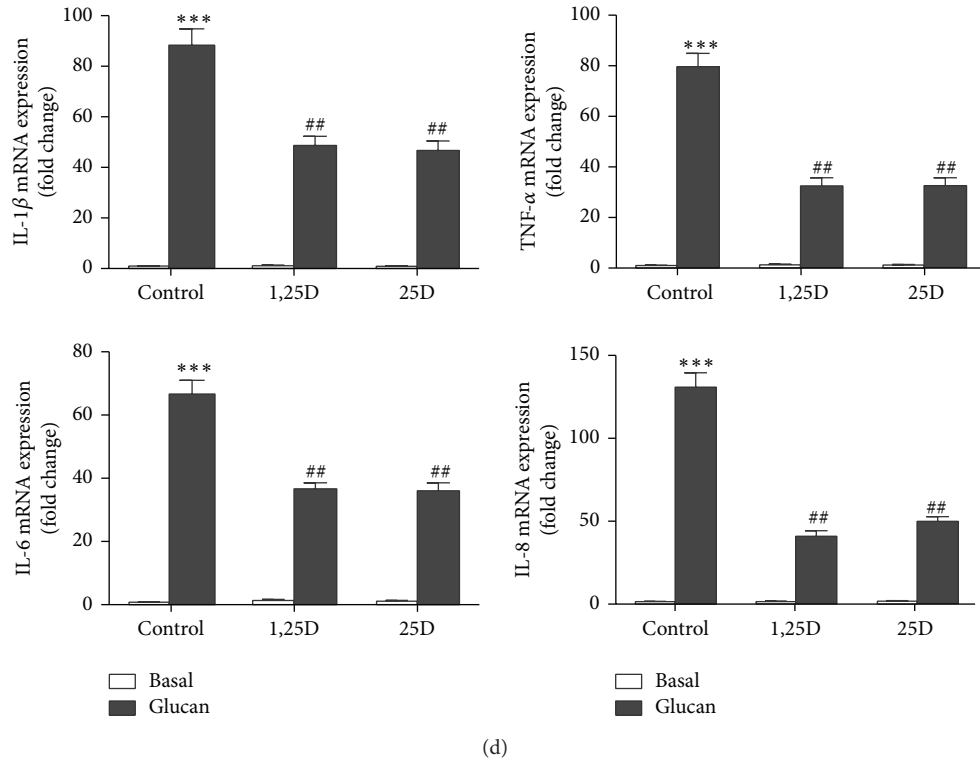 IL-1β mRNA expression
(fold change)
100
80
60
40
20
0
***
##
##
Control
1,25D
25D
TNF-α mRNA expression
(fold change)
100
80
60
40
20
0
***
##
##
Control
1,25D
25D
IL-6 mRNA expression
(fold change)
80
60
40
20
0
***
##
##
Control
1,25D
25D
IL-8 mRNA expression
(fold change)
150
100
50
0
***
##
##
Control
1,25D
25D
Basal
Glucan
Basal
Glucan
(d)